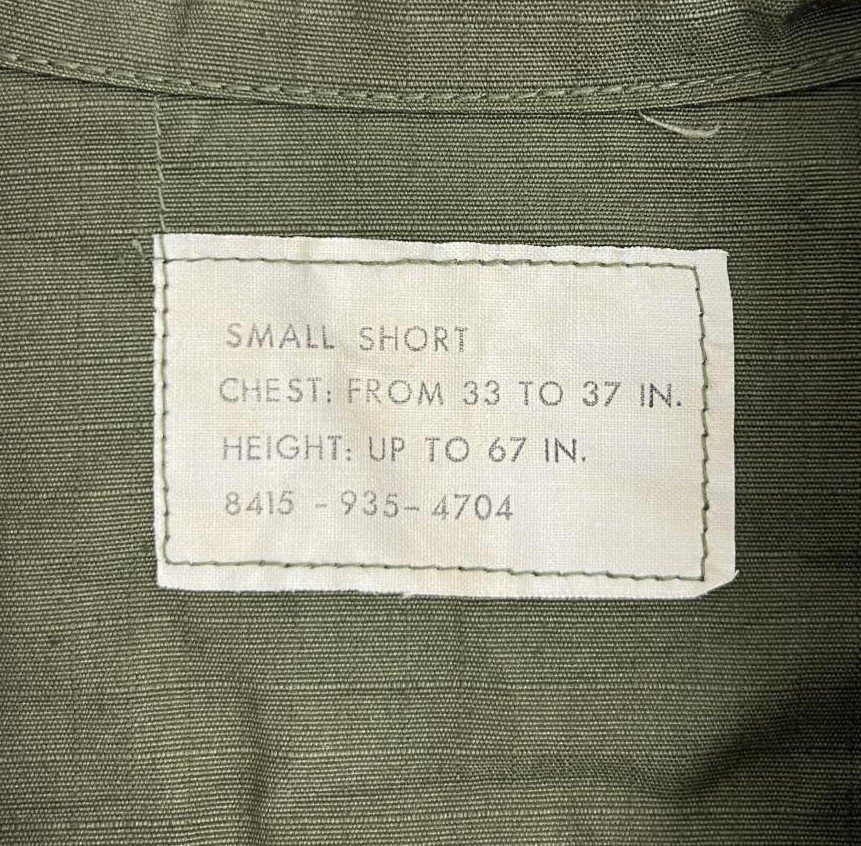 SMALL SHORT
CHEST: FROM 33 TO 37 IN.
HEIGHT: UP TO 67 IN.
8415 - 935- 4704